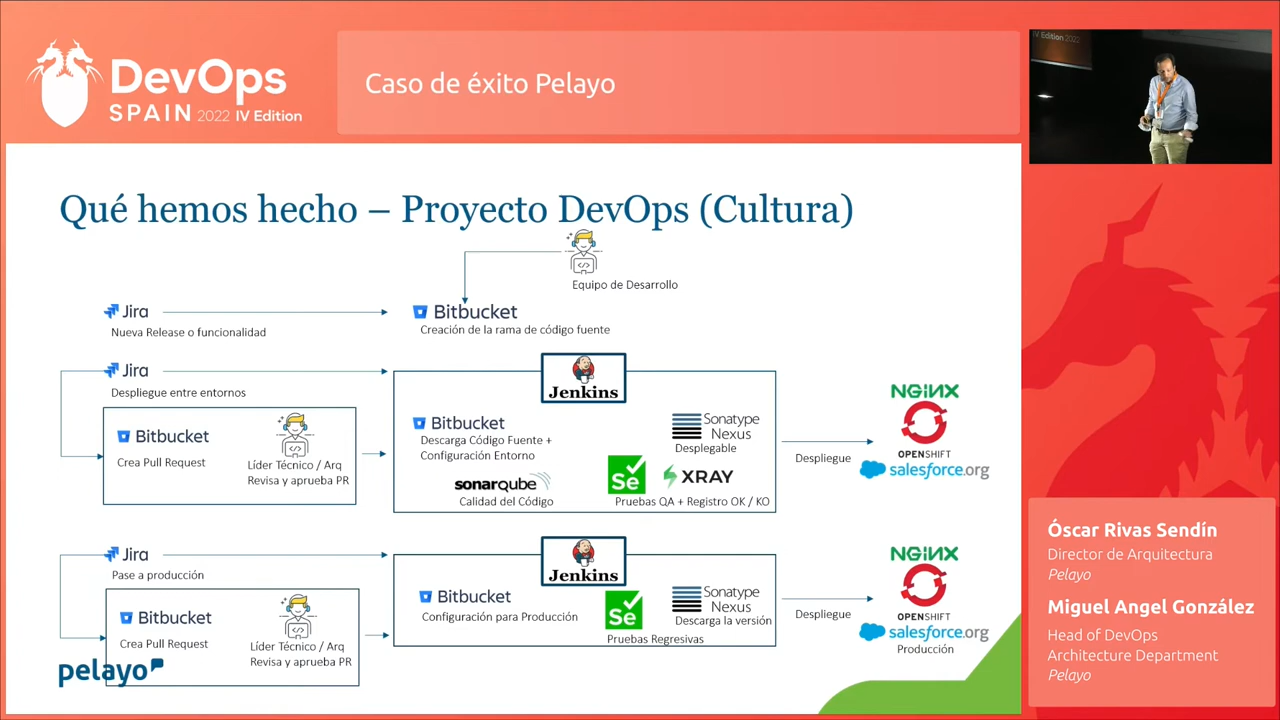 DevOps
SPAIN 2022 IV Edition
Caso de éxito Pelayo
IV Edition 2022
Qué hemos hecho – Proyecto DevOps (Cultura)
Equipo de Desarrollo
Jira
Nueva Release o funcionalidad
Bitbucket
Creación de la rama de código fuente
Jira
Despliegue entre entornos
Bitbucket
Crea Pull Request
Líder Técnico / Arq
Revisa y aprueba PR
Jenkins
Bitbucket
Descarga Código Fuente +
Configuración Entorno
Sonatype
Nexus
Desplegable
sonarqube
Calidad del Código
Se
XRAY
Pruebas QA + Registro OK / KO
Despliegue
NGINX
OPENSHIFT
salesforce.org
Jira
Pase a producción
Bitbucket
Crea Pull Request
Líder Técnico / Arq
Revisa y aprueba PR
Jenkins
Bitbucket
Configuración para Producción
Se
Pruebas Regresivas
Sonatype
Nexus
Descarga la versión
Despliegue
NGINX
OPENSHIFT
salesforce.org
Producción
pelayo
Óscar Rivas Sendín
Director de Arquitectura
Pelayo
Miguel Angel González
Head of DevOps
Architecture Department
Pelayo